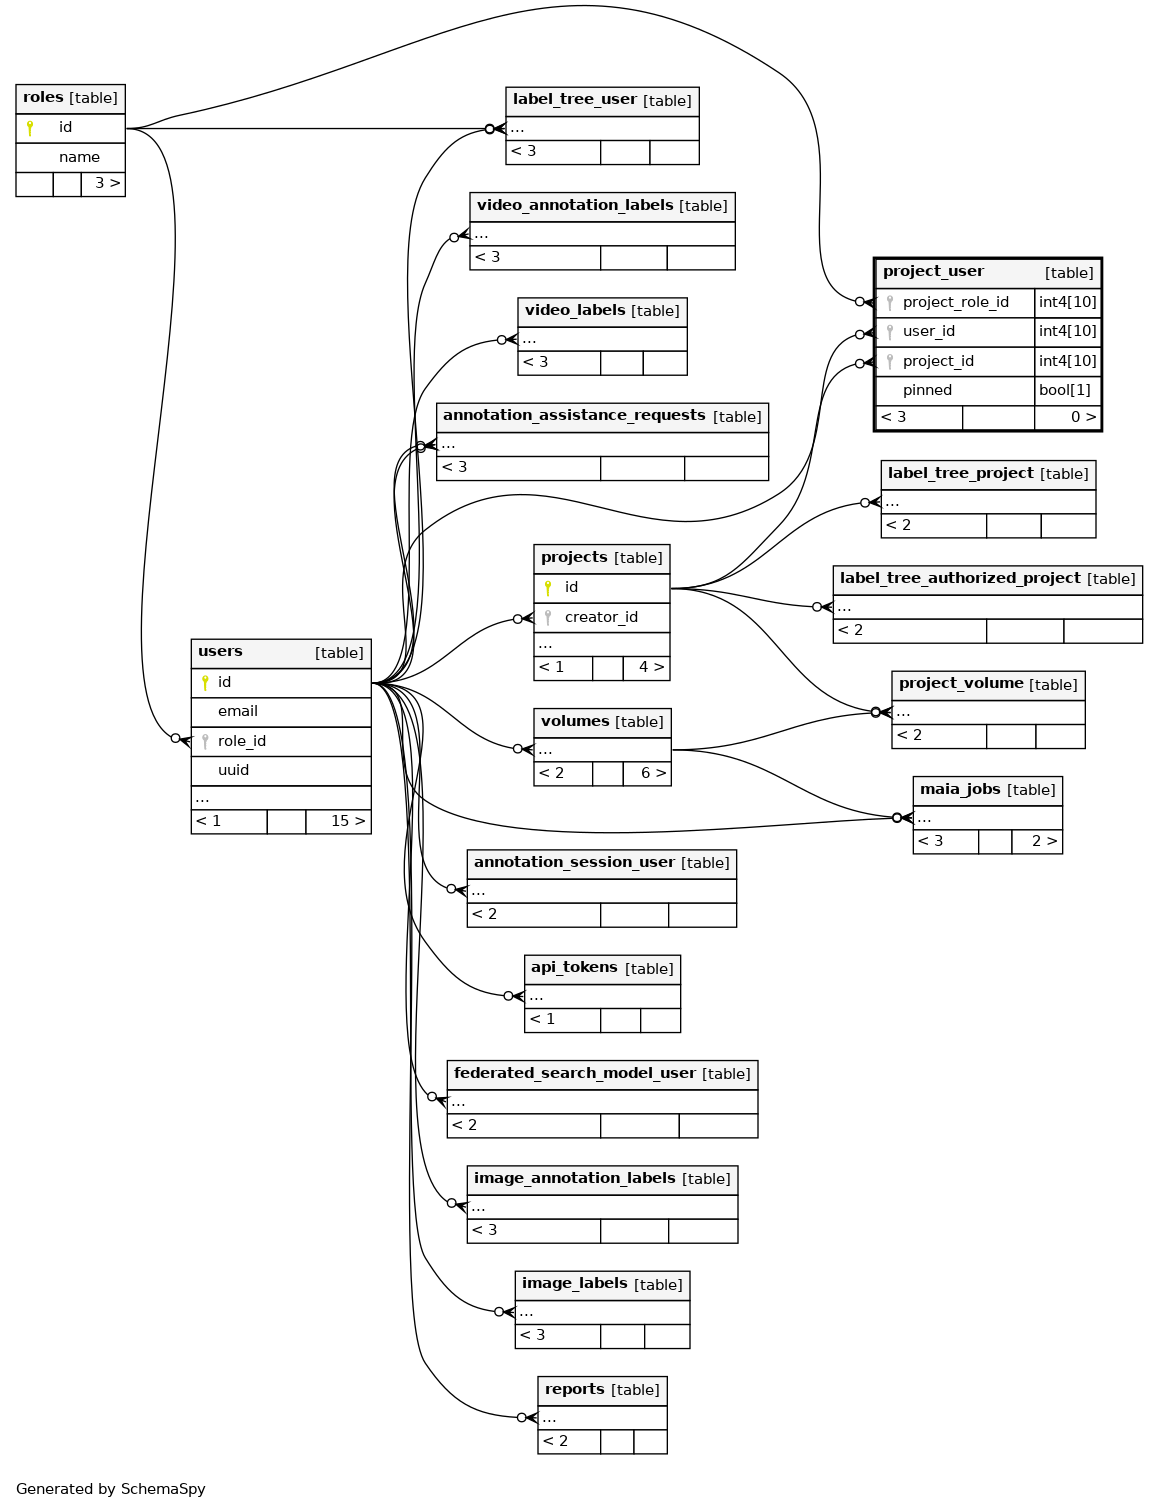 roles [table]
id
name
3 >
label_tree_user [table]
...
< 3
video_annotation_labels [table]
...
< 3
video_labels [table]
...
< 3
annotation_assistance_requests [table]
...
< 3
project_user [table]
project_role_id int4[10]
user_id int4[10]
project_id int4[10]
pinned bool[1]
< 3 0 >
label_tree_project [table]
...
< 2
projects [table]
id
creator_id
...
< 1 4 >
label_tree_authorized_project [table]
...
< 2
users [table]
id
email
role_id
uuid
...
< 1 15 >
project_volume [table]
...
< 2
volumes [table]
...
< 2 6 >
maia_jobs [table]
...
< 3 2 >
annotation_session_user [table]
...
< 2
api_tokens [table]
...
< 1
federated_search_model_user [table]
...
< 2
image_annotation_labels [table]
...
< 3
image_labels [table]
...
< 3
reports [table]
...
< 2
Generated by SchemaSpy